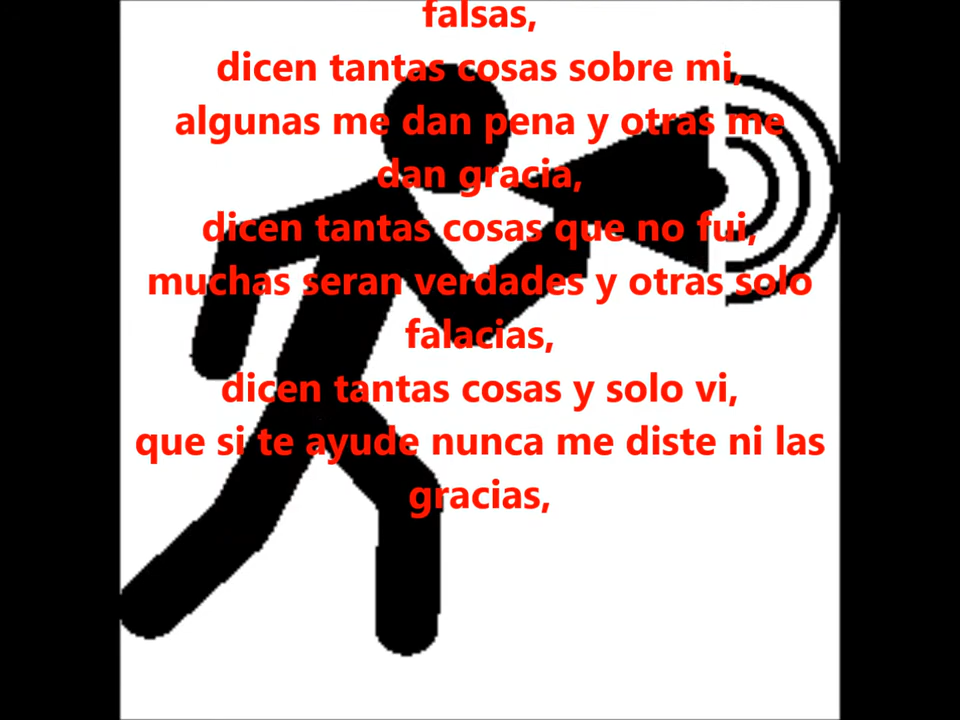 falsas,
dicen tantas cosas sobre mi,
algunas me dan pena y otras me
dan gracia,
dicen tantas cosas que no fui,
muchas seran verdades y otras solo
falacias,
dicen tantas cosas y solo vi,
que si te ayude nunca me diste ni las
gracias,